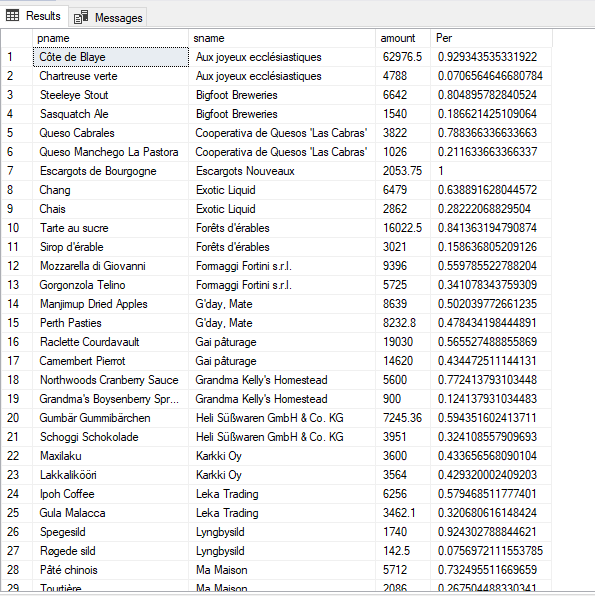 Results Messages
pname sname amount Per
1 Côte de Blaye Aux joyeux ecclésiastiques 62976.5 0.929343535331922
2 Chartreuse verte Aux joyeux ecclésiastiques 4788 0.0706564646680784
3 Steeleye Stout Bigfoot Breweries 6642 0.804895782840524
4 Sasquatch Ale Bigfoot Breweries 1540 0.186621425109064
5 Queso Cabrales Cooperativa de Quesos 'Las Cabras' 3822 0.788366336633663
6 Queso Manchego La Pastora Cooperativa de Quesos 'Las Cabras' 1026 0.211633663366337
7 Escargots de Bourgogne Escargots Nouveaux 2053.75 1
8 Chang Exotic Liquid 6479 0.638891628044572
9 Chais Exotic Liquid 2862 0.28222068829504
10 Tarte au sucre Forêts d'érables 16022.5 0.841363194790874
11 Sirop d'érable Forêts d'érables 3021 0.158636805209126
12 Mozzarella di Giovanni Formaggi Fortini s.r.l. 9396 0.559785522788204
13 Gorgonzola Telino Formaggi Fortini s.r.l. 5725 0.341078343759309
14 Manjimup Dried Apples G'day, Mate 8639 0.502039772661235
15 Perth Pasties G'day, Mate 8232.8 0.478434198444891
16 Raclette Courdavault Gai pâturage 19030 0.565527488855869
17 Camembert Pierrot Gai pâturage 14620 0.434472511144131
18 Northwoods Cranberry Sauce Grandma Kelly's Homestead 5600 0.772413793103448
19 Grandma's Boysenberry Spr... Grandma Kelly's Homestead 900 0.124137931034483
20 Gumbär Gummibärchen Heli Süßwaren GmbH & Co. KG 7245.36 0.594351602413711
21 Schoggi Schokolade Heli Süßwaren GmbH & Co. KG 3951 0.324108557909693
22 Maxilaku Karkki Oy 3600 0.433656568090104
23 Lakkalikööri Karkki Oy 3564 0.429320002409203
24 Ipoh Coffee Leka Trading 6256 0.579468511777401
25 Gula Malacca Leka Trading 3462.1 0.320680616148424
26 Spegesild Lyngbysild 1740 0.924302788844621
27 Røgede sild Lyngbysild 142.5 0.0756972111553785
28 Pâté chinois Ma Maison 5712 0.732495511669659
29 Tourtière Ma Maison 2086 0.267504488330341